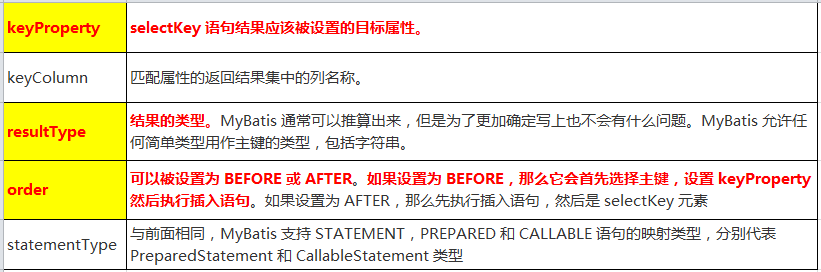 keyProperty
selectKey 语句结果应该被设置的目标属性。
keyColumn
匹配属性的返回结果集中的列名称。
resultType
结果的类型。MyBatis 通常可以推算出来，但是为了更加确定写上也不会有什么问题。MyBatis 允许任
何简单类型用作主键的类型，包括字符串。
order
可以被设置为 BEFORE 或 AFTER。如果设置为 BEFORE，那么它会首先选择主键，设置 keyProperty
然后执行插入语句。如果设置为 AFTER，那么先执行插入语句，然后是 selectKey 元素
statementType
与前面相同，MyBatis 支持 STATEMENT，PREPARED 和 CALLABLE 语句的映射类型，分别代表
PreparedStatement 和 CallableStatement 类型